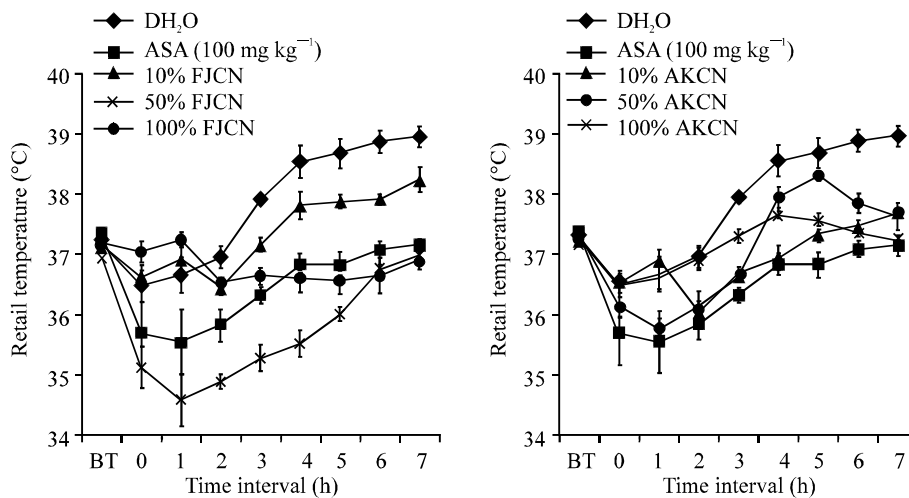 DH₂O
ASA (100 mg kg⁻¹)
10% FJCN
50% FJCN
100% FJCN
Retail temperature (°C)
40
39
38
37
36
35
34
BT 0 1 2 3 4 5 6 7
Time interval (h)
DH₂O
ASA (100 mg kg⁻¹)
10% AKCN
50% AKCN
100% AKCN
Retail temperature (°C)
40
39
38
37
36
35
34
BT 0 1 2 3 4 5 6 7
Time interval (h)